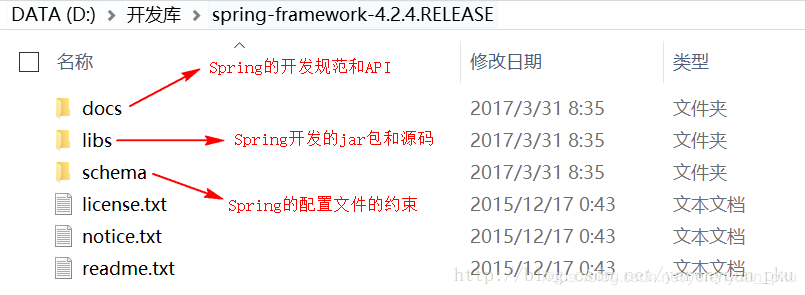 DATA (D:) > 开发库 > spring-framework-4.2.4.RELEASE
名称 修改日期 类型
Spring的开发规范和API
docs 2017/3/31 8:35 文件夹
libs Spring开发的jar包和源码 2017/3/31 8:35 文件夹
schema 2017/3/31 8:35 文件夹
Spring的配置文件的约束
license.txt 2015/12/17 0:43 文本文档
notice.txt 2015/12/17 0:43 文本文档
readme.txt 2015/12/17 0:43 文本文档